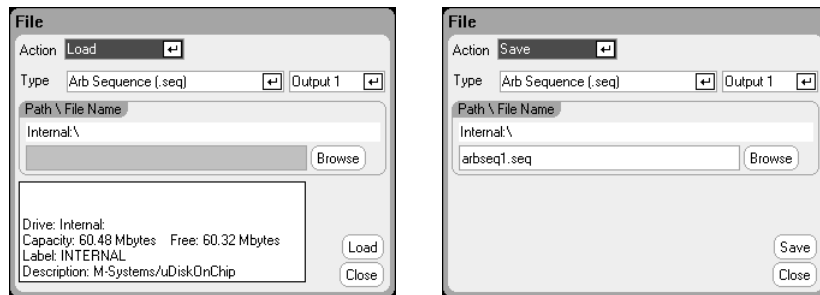 File
Action Load
Type Arb Sequence (.seq) Output 1
Path \ File Name
Internal:\
Browse
Drive: Internal:
Capacity: 60.48 Mbytes Free: 60.32 Mbytes
Label: INTERNAL
Description: M-Systems/uDiskOnChip
Load
Close
File
Action Save
Type Arb Sequence (.seq) Output 1
Path \ File Name
Internal:\
arbseq1.seq Browse
Save
Close